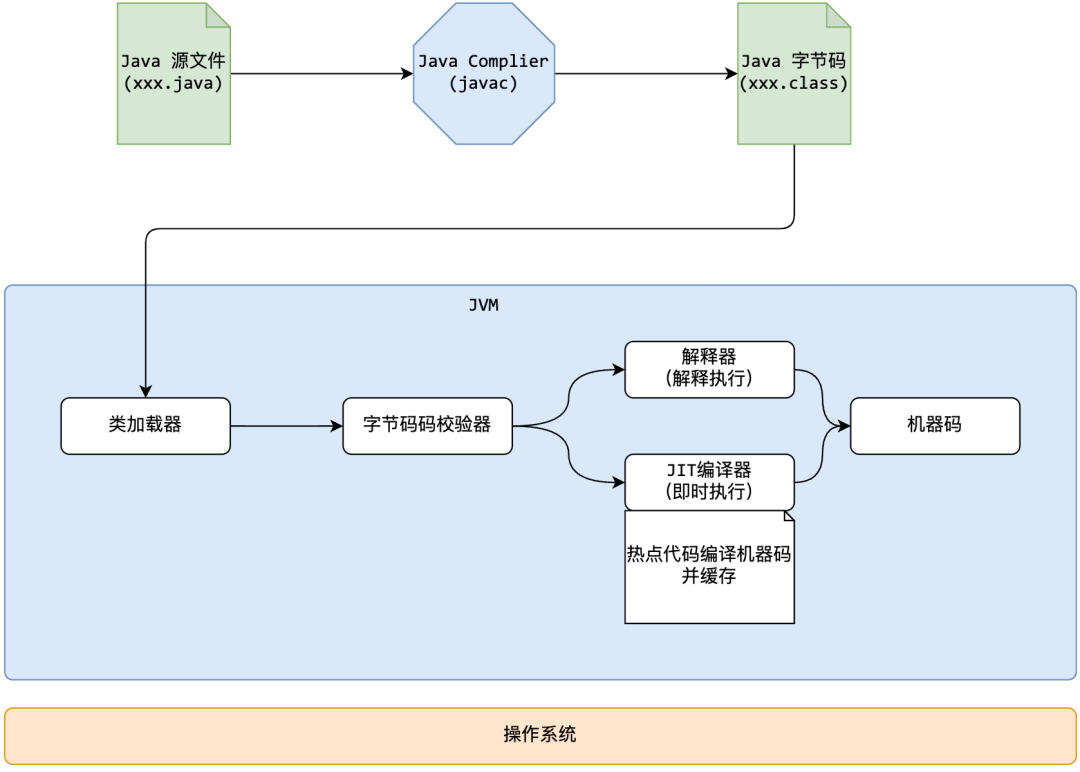 Java 源文件
(xxx.java)
Java Complier
(javac)
Java 字节码
(xxx.class)
JVM
类加载器
字节码码校验器
解释器
(解释执行)
JIT编译器
(即时执行)
热点代码编译机器码
并缓存
机器码
操作系统